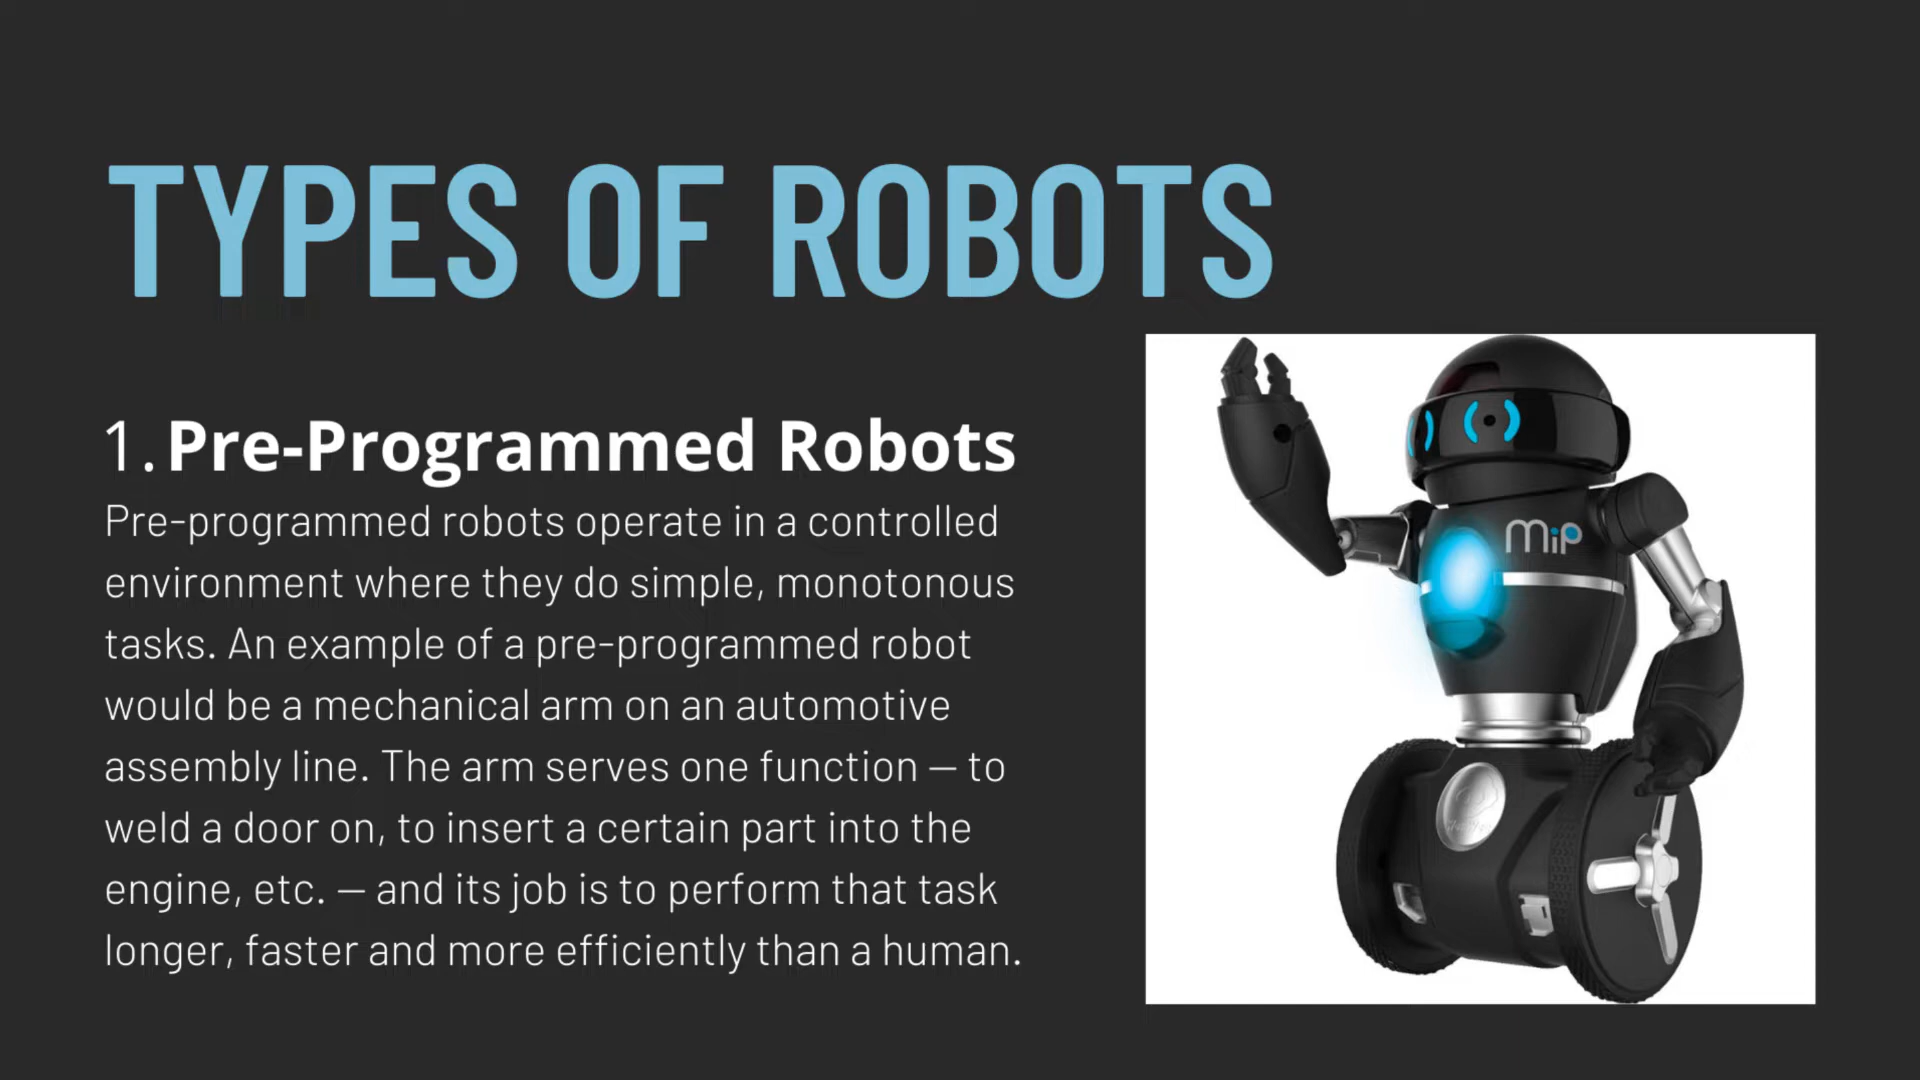 TYPES OF ROBOTS
1. Pre-Programmed Robots
Pre-programmed robots operate in a controlled
environment where they do simple, monotonous
tasks. An example of a pre-programmed robot
would be a mechanical arm on an automotive
assembly line. The arm serves one function — to
weld a door on, to insert a certain part into the
engine, etc. — and its job is to perform that task
longer, faster and more efficiently than a human.
MiP